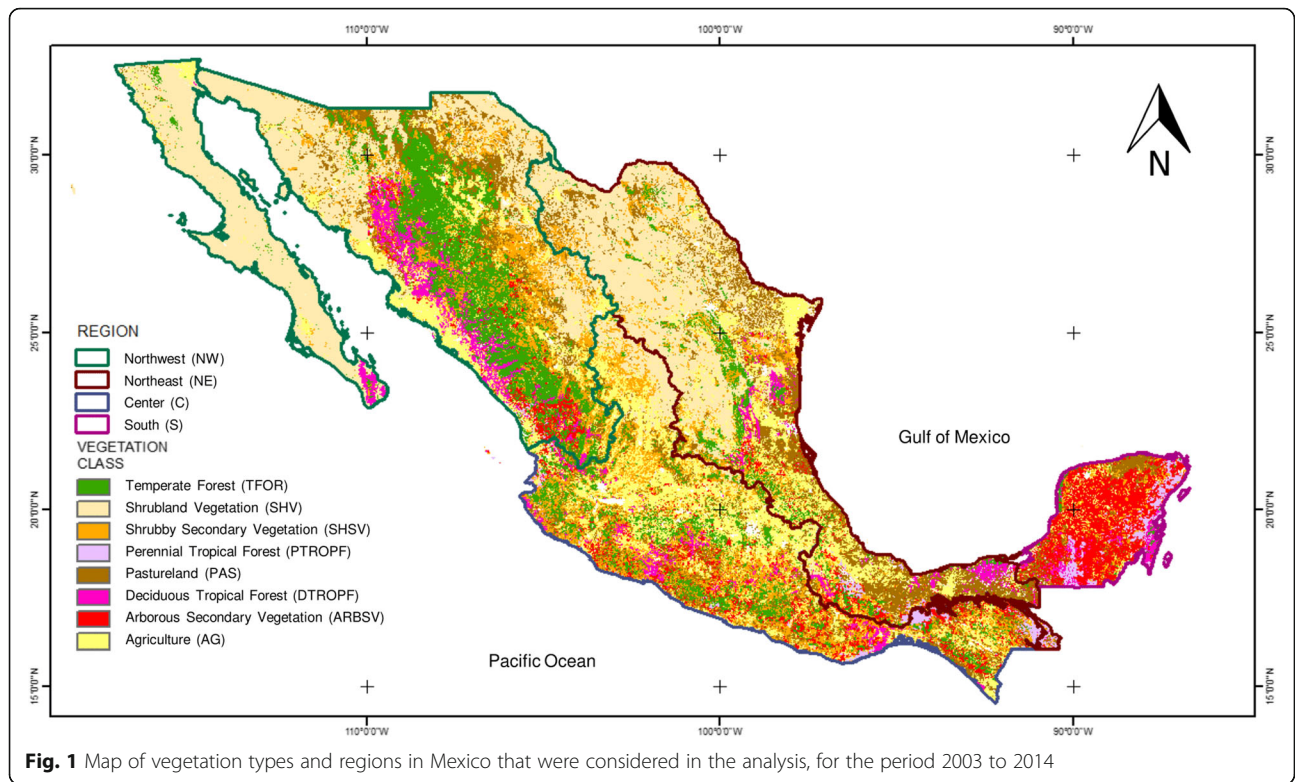 110°0'0"W 100°0'0"W 90°0'0"W
30°0'0"N 30°0'0"N
N
25°0'0"N 25°0'0"N
REGION
Northwest (NW)
Northeast (NE)
Center (C)
South (S)
VEGETATION
CLASS
Temperate Forest (TFOR)
Shrubland Vegetation (SHV)
Shrubby Secondary Vegetation (SHSV)
Perennial Tropical Forest (PTROPF)
Pastureland (PAS)
Deciduous Tropical Forest (DTROPF)
Arborous Secondary Vegetation (ARBSV)
Agriculture (AG)
Gulf of Mexico
20°0'0"N 20°0'0"N
Pacific Ocean
15°0'0"N 15°0'0"N
110°0'0"W 100°0'0"W 90°0'0"W
Fig. 1 Map of vegetation types and regions in Mexico that were considered in the analysis, for the period 2003 to 2014